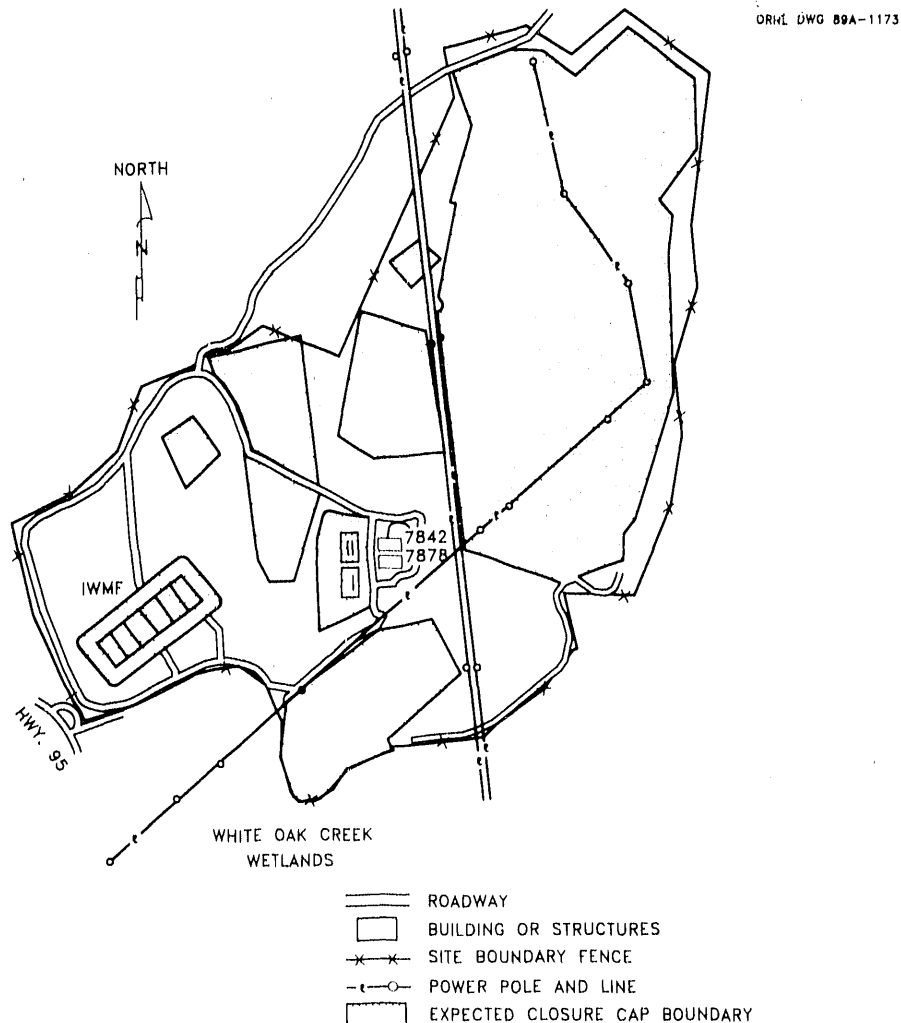 ORNL DWG 89A-1173
NORTH
N
7842
7878
IWMF
HWY. 95
WHITE OAK CREEK
WETLANDS
ROADWAY
BUILDING OR STRUCTURES
SITE BOUNDARY FENCE
POWER POLE AND LINE
EXPECTED CLOSURE CAP BOUNDARY